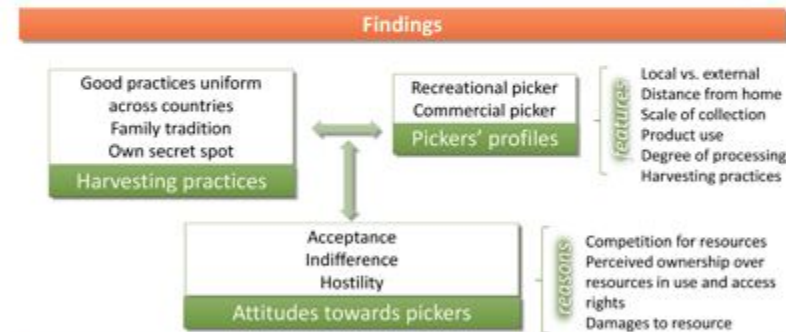 Findings
Good practices uniform
across countries
Family tradition
Own secret spot
Harvesting practices
Recreational picker
Commercial picker
Pickers' profiles
features
Local vs. external
Distance from home
Scale of collection
Product use
Degree of processing
Harvesting practices
Acceptance
Indifference
Hostility
Attitudes towards pickers
reasons
Competition for resources
Perceived ownership over
resources in use and access
rights
Damages to resource